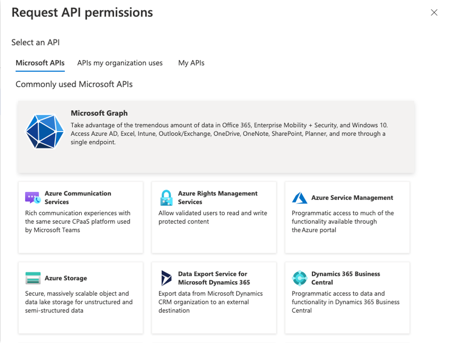 Request API permissions
Select an API
Microsoft APIs
APIs my organization uses
My APIs
Commonly used Microsoft APIs
Microsoft Graph
Take advantage of the tremendous amount of data in Office 365, Enterprise Mobility + Security, and Windows 10.
Access Azure AD, Excel, Intune, Outlook/Exchange, OneDrive, OneNote, SharePoint, Planner, and more through a
single endpoint.
Azure Communication
Services
Rich communication experiences with
the same secure CPaaS platform used
by Microsoft Teams
Azure Rights Management
Services
Allow validated users to read and write
protected content
Azure Service Management
Programmatic access to much of the
functionality available through
the Azure portal
Azure Storage
Secure, massively scalable object and
data lake storage for unstructured and
semi-structured data
Data Export Service for
Microsoft Dynamics 365
Export data from Microsoft Dynamics
CRM organization to an external
destination
Dynamics 365 Business
Central
Programmatic access to data and
functionality in Dynamics 365 Business
Central